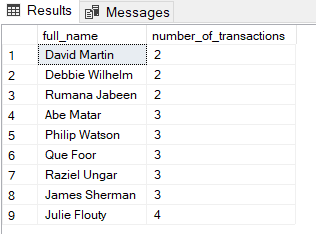 Results Messages
full_name number_of_transactions
1 David Martin 2
2 Debbie Wilhelm 2
3 Rumana Jabeen 2
4 Abe Matar 3
5 Philip Watson 3
6 Que Foor 3
7 Raziel Ungar 3
8 James Sherman 3
9 Julie Flouty 4